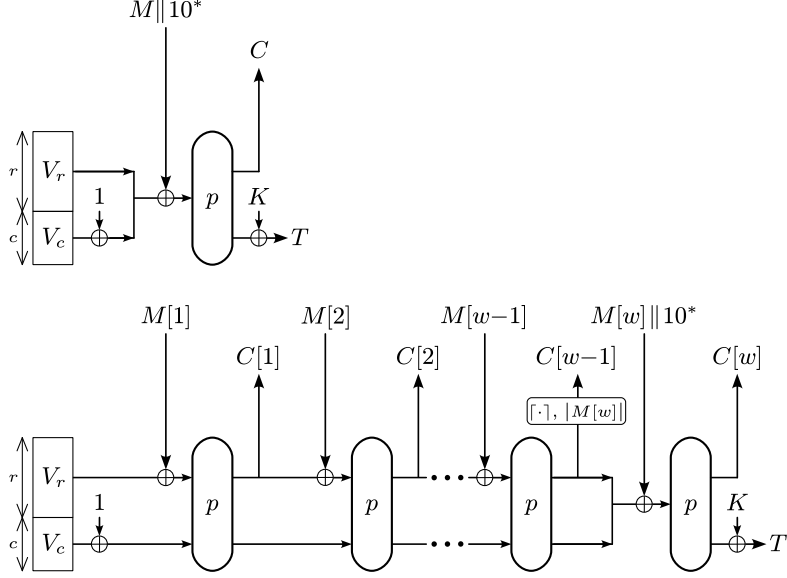 M∥10*
C
r
V_r
1
p
K
c
V_c
T
M[1]
M[2]
M[w−1]
M[w]∥10*
C[1]
C[2]
C[w−1]
C[w]
⌈·⌉, |M[w]|
r
V_r
p
p
p
p
1
K
c
V_c
T